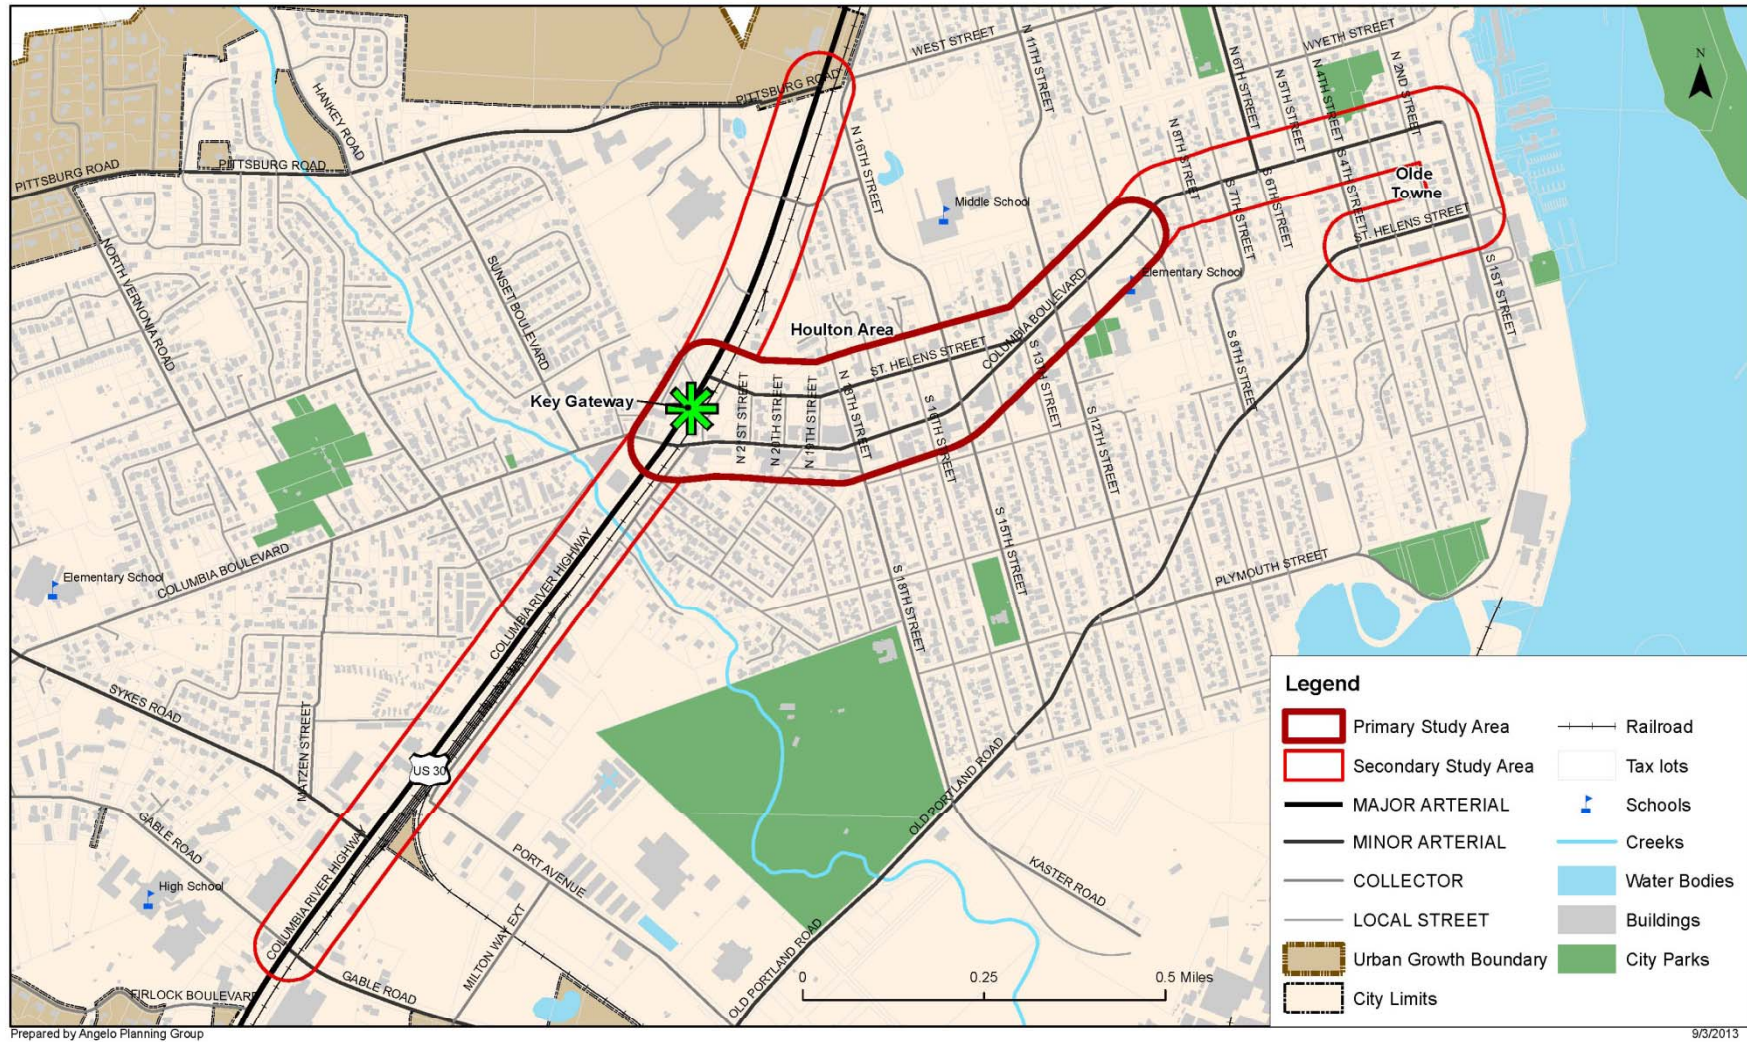 WEST STREET
N 11TH STREET
N 6TH STREET
N 5TH STREET
N 4TH STREET
WYETH STREET
N 2ND STREET
N
HANKEY ROAD
PITTSBURG ROAD
PITTSBURG ROAD
PITTSBURG ROAD
N 16TH STREET
N 8TH STREET
S 7TH STREET
S 6TH STREET
S 4TH STREET
Olde
Towne
ST. HELENS STREET
S 1ST STREET
Middle School
Elementary School
NORTH VERNONIA ROAD
SUNSET BOULEVARD
Houlton Area
ST. HELENS STREET
COLUMBIA BOULEVARD
S 13TH STREET
S 8TH STREET
S 12TH STREET
Key Gateway
N 21ST STREET
N 20TH STREET
N 19TH STREET
N 18TH STREET
S 16TH STREET
S 15TH STREET
S 18TH STREET
PLYMOUTH STREET
Elementary School
COLUMBIA BOULEVARD
COLUMBIA RIVER HIGHWAY
SYKES ROAD
MATZEN STREET
US 30
GABLE ROAD
COLUMBIA RIVER HIGHWAY
High School
PORT AVENUE
MILTON WAY EXT
GABLE ROAD
FIRLOCK BOULEVARD
OLD PORTLAND ROAD
OLD PORTLAND ROAD
KASTER ROAD
0 0.25 0.5 Miles
Legend
Primary Study Area
Secondary Study Area
MAJOR ARTERIAL
MINOR ARTERIAL
COLLECTOR
LOCAL STREET
Urban Growth Boundary
City Limits
Railroad
Tax lots
Schools
Creeks
Water Bodies
Buildings
City Parks
Prepared by Angelo Planning Group
9/3/2013